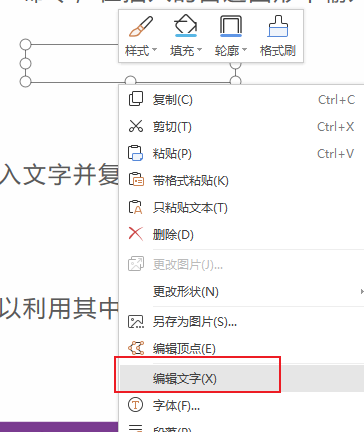 样式 填充 轮廓 格式刷
复制(C) Ctrl+C
剪切(T) Ctrl+X
粘贴(P) Ctrl+V
带格式粘贴(K)
入文字并复
只粘贴文本(T)
删除(D)
更改图片(J)...
更改形状(N)
以利用其中
另存为图片(S)...
编辑顶点(E)
编辑文字(X)
字体(F)...